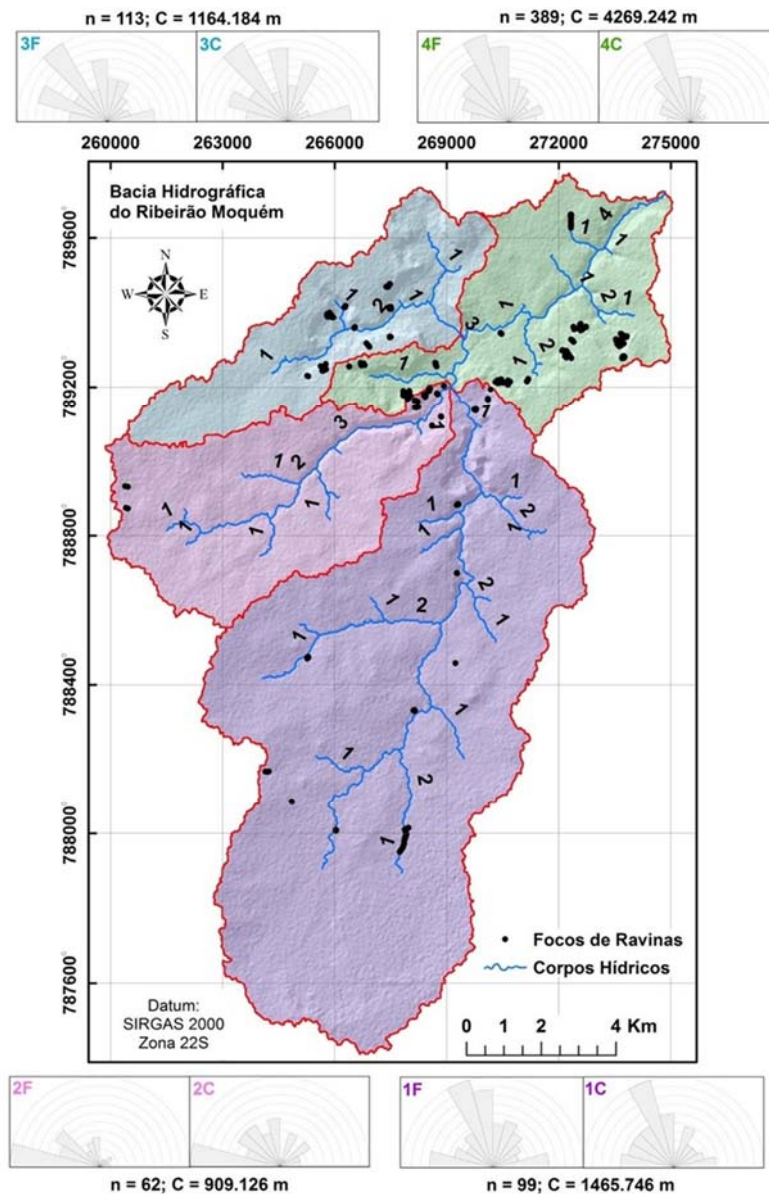 n = 113; C = 1164.184 m
n = 389; C = 4269.242 m
3F
3C
4F
4C
260000
263000
266000
269000
272000
275000
Bacia Hidrográfica
do Ribeirão Moquém
N
W
E
S
789600°
789200°
788800°
788400°
788000°
787600°
1
4
1
1
1
2
1
1
1
2
1
3
2
1
1
1
3
1
1
1
2
1
1
1
1
1
1
1
2
1
1
2
1
1
2
1
1
1
2
1
Focos de Ravinas
Corpos Hídricos
Datum:
SIRGAS 2000
Zona 22S
0 1 2 4 Km
2F
2C
1F
1C
n = 62; C = 909.126 m
n = 99; C = 1465.746 m